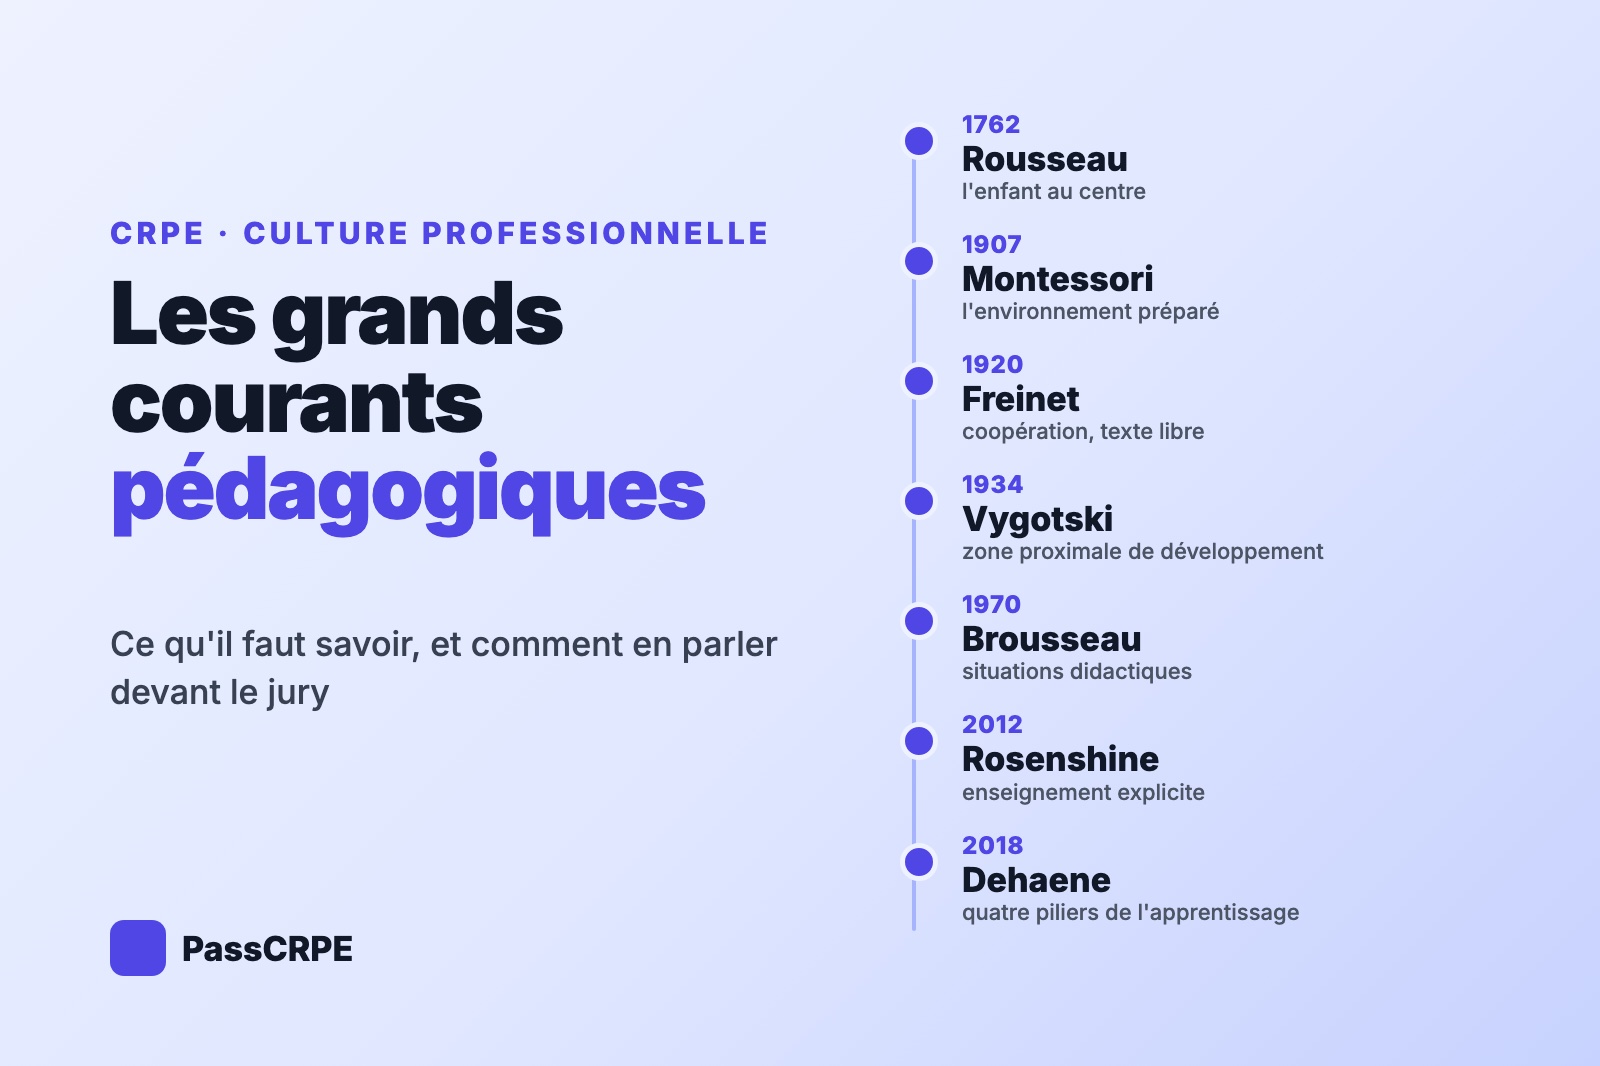 CRPE · CULTURE PROFESSIONNELLE
Les grands
courants
pédagogiques
Ce qu'il faut savoir, et comment en parler
devant le jury
PassCRPE
1762
Rousseau
l'enfant au centre
1907
Montessori
l'environnement préparé
1920
Freinet
coopération, texte libre
1934
Vygotski
zone proximale de développement
1970
Brousseau
situations didactiques
2012
Rosenshine
enseignement explicite
2018
Dehaene
quatre piliers de l'apprentissage